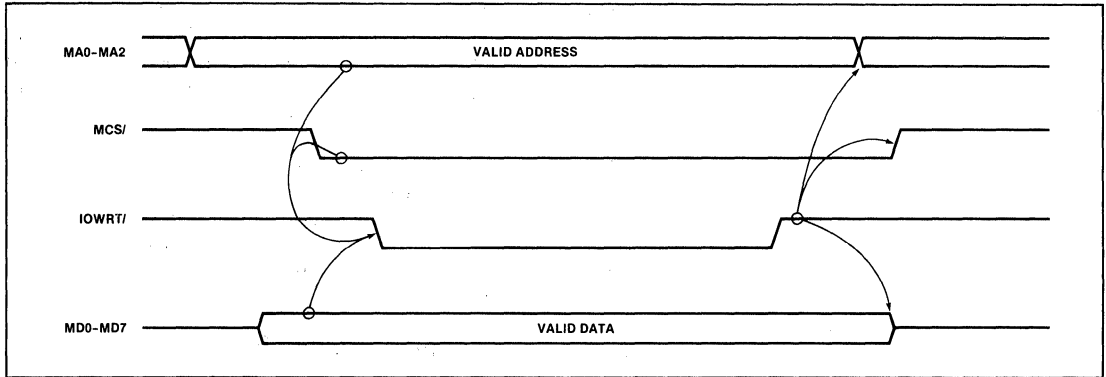 MA0-MA2
VALID ADDRESS
MCS/
IOWRT/
MD0-MD7
VALID DATA